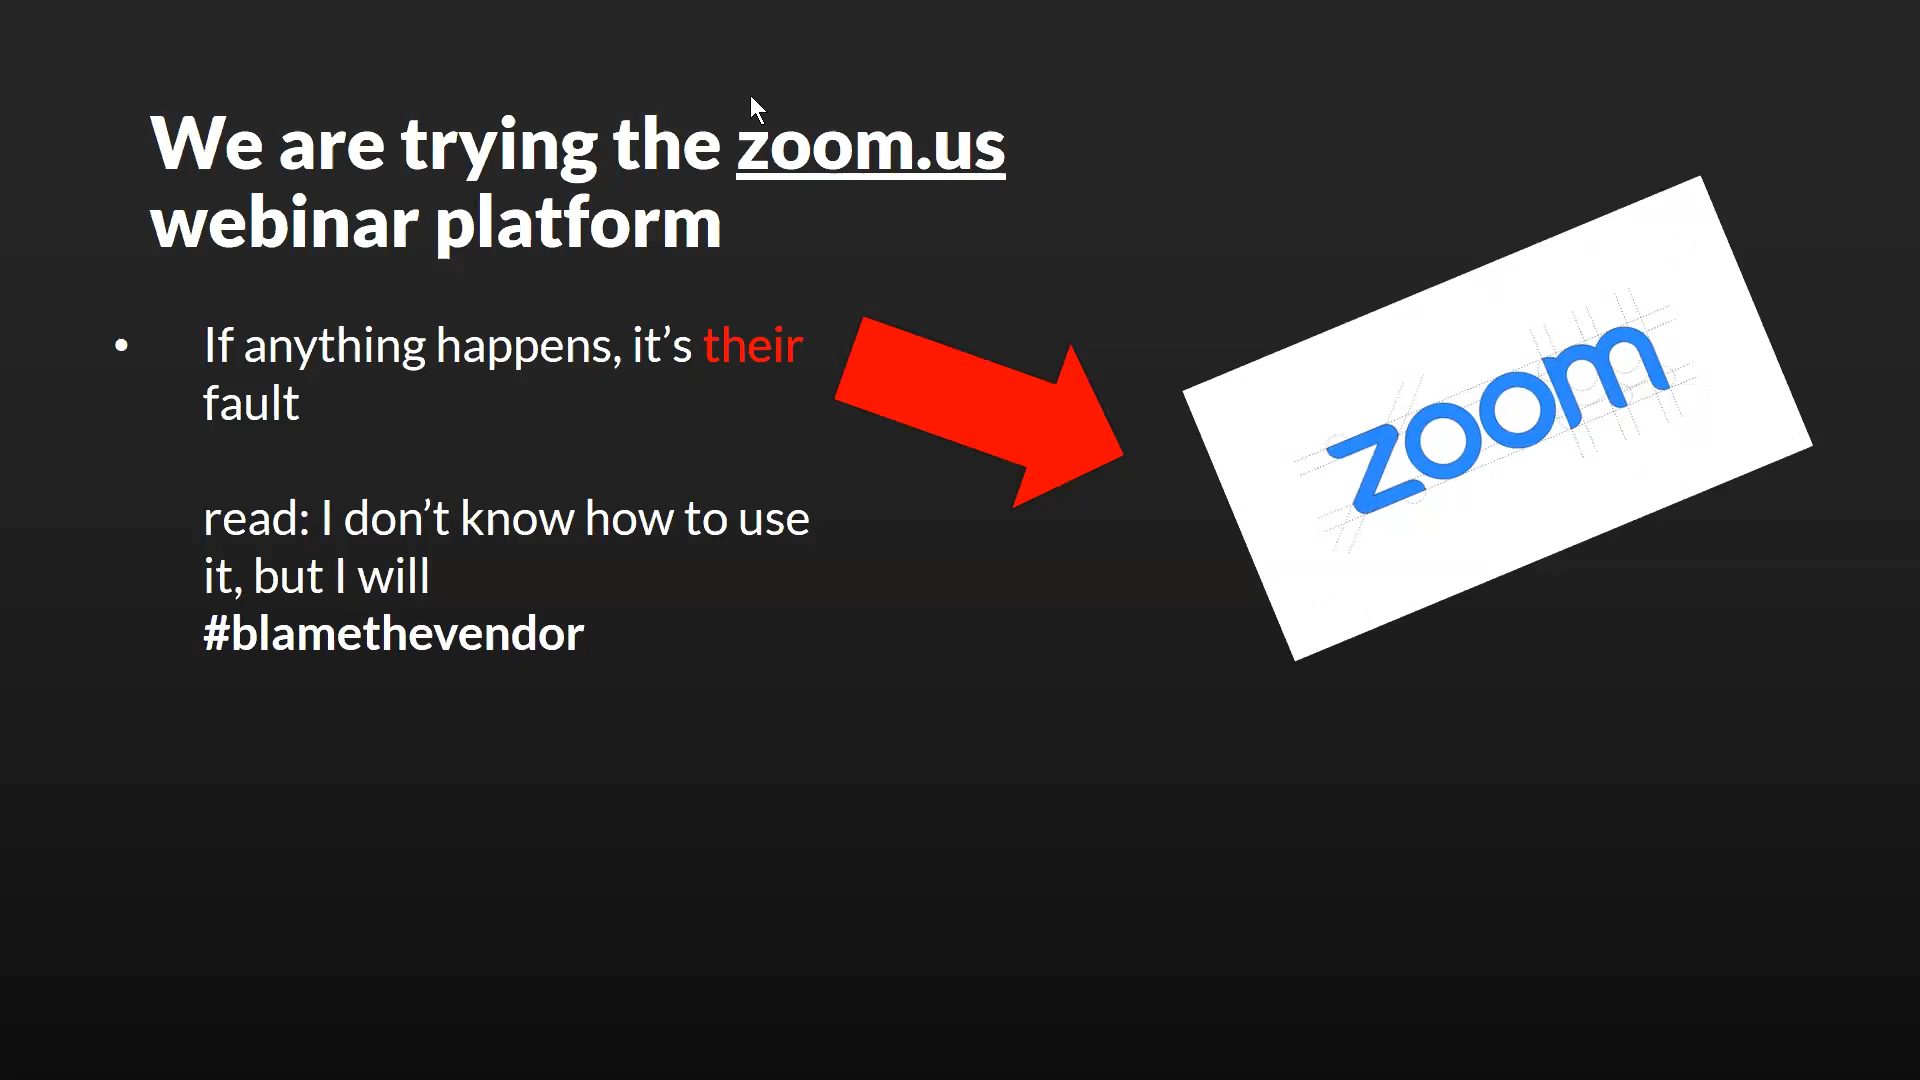 We are trying the zoom.us
webinar platform
• If anything happens, it’s their
fault
read: I don’t know how to use
it, but I will
#blamethevendor
zoom